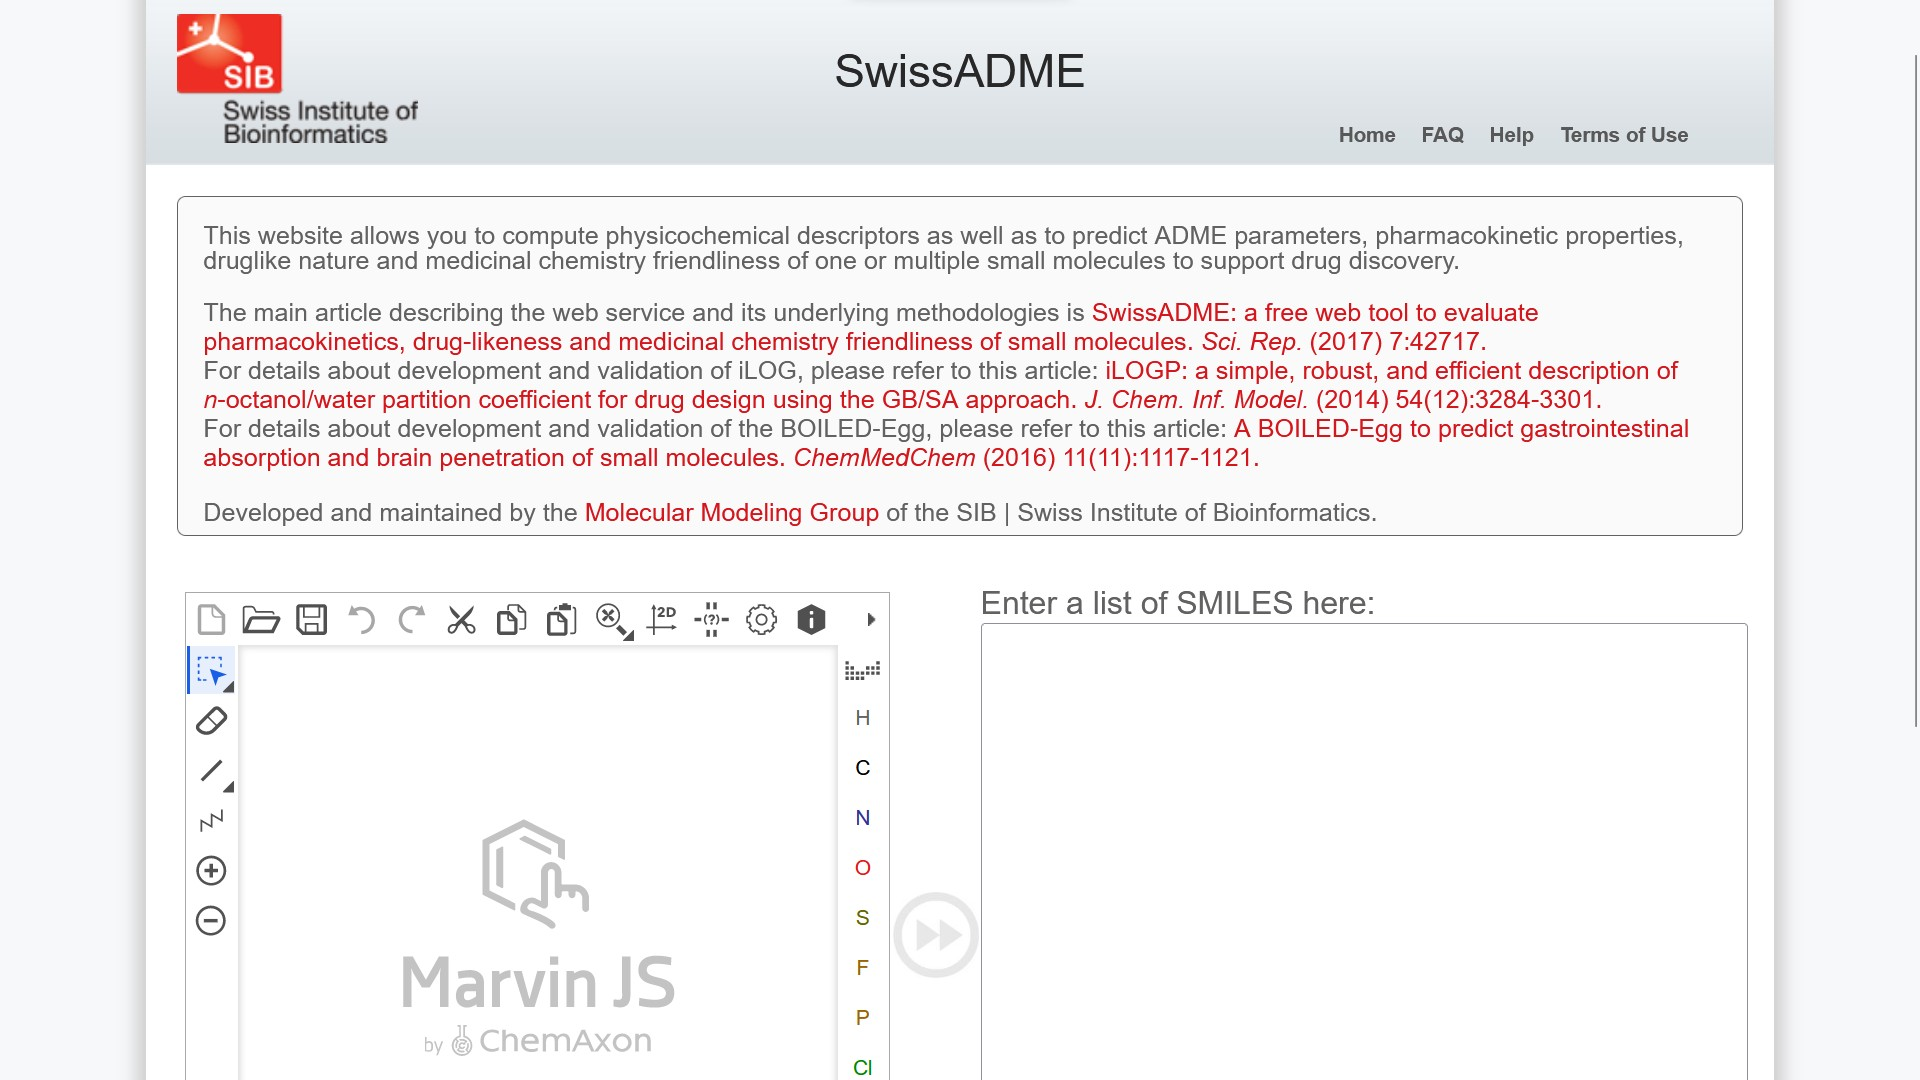 SIB
Swiss Institute of
Bioinformatics
SwissADME
Home FAQ Help Terms of Use
This website allows you to compute physicochemical descriptors as well as to predict ADME parameters, pharmacokinetic properties,
druglike nature and medicinal chemistry friendliness of one or multiple small molecules to support drug discovery.
The main article describing the web service and its underlying methodologies is SwissADME: a free web tool to evaluate
pharmacokinetics, drug-likeness and medicinal chemistry friendliness of small molecules. Sci. Rep. (2017) 7:42717.
For details about development and validation of iLOG, please refer to this article: iLOGP: a simple, robust, and efficient description of
n-octanol/water partition coefficient for drug design using the GB/SA approach. J. Chem. Inf. Model. (2014) 54(12):3284-3301.
For details about development and validation of the BOILED-Egg, please refer to this article: A BOILED-Egg to predict gastrointestinal
absorption and brain penetration of small molecules. ChemMedChem (2016) 11(11):1117-1121.
Developed and maintained by the Molecular Modeling Group of the SIB | Swiss Institute of Bioinformatics.
2D
(?)
H
C
N
O
S
F
P
Cl
Marvin JS
by ChemAxon
Enter a list of SMILES here: